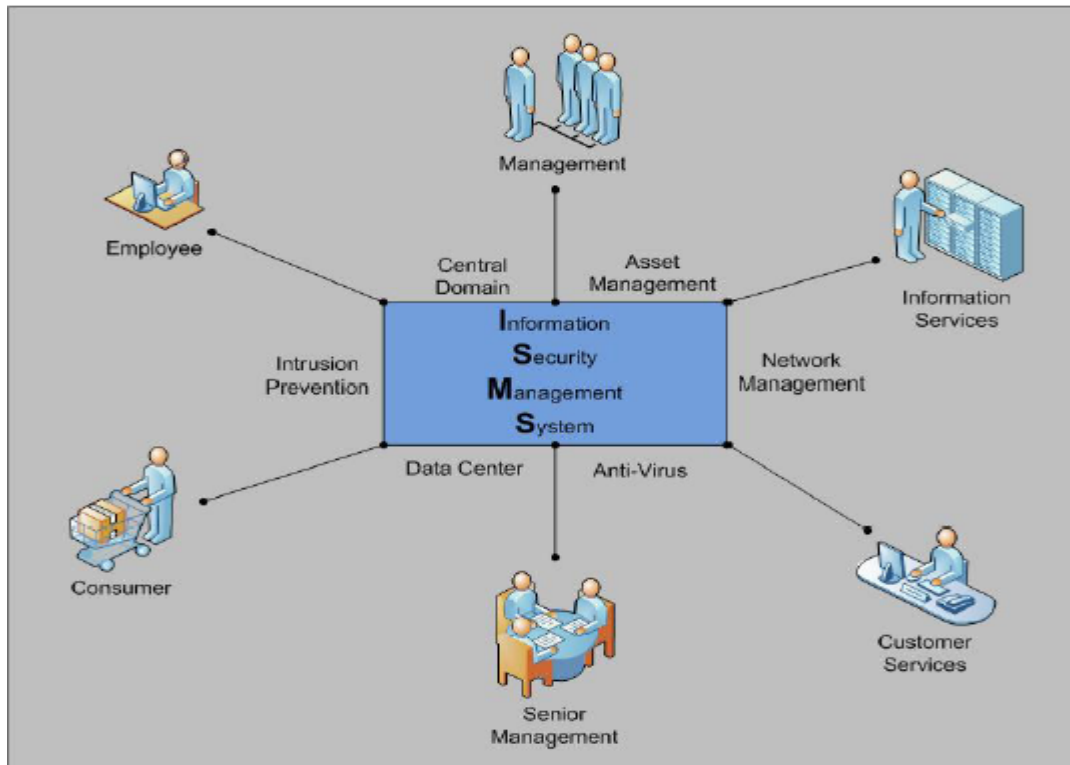 Management
Employee
Information
Services
Central
Domain
Asset
Management
Information
Security
Management
System
Intrusion
Prevention
Network
Management
Data Center
Anti-Virus
Consumer
Customer
Services
Senior
Management